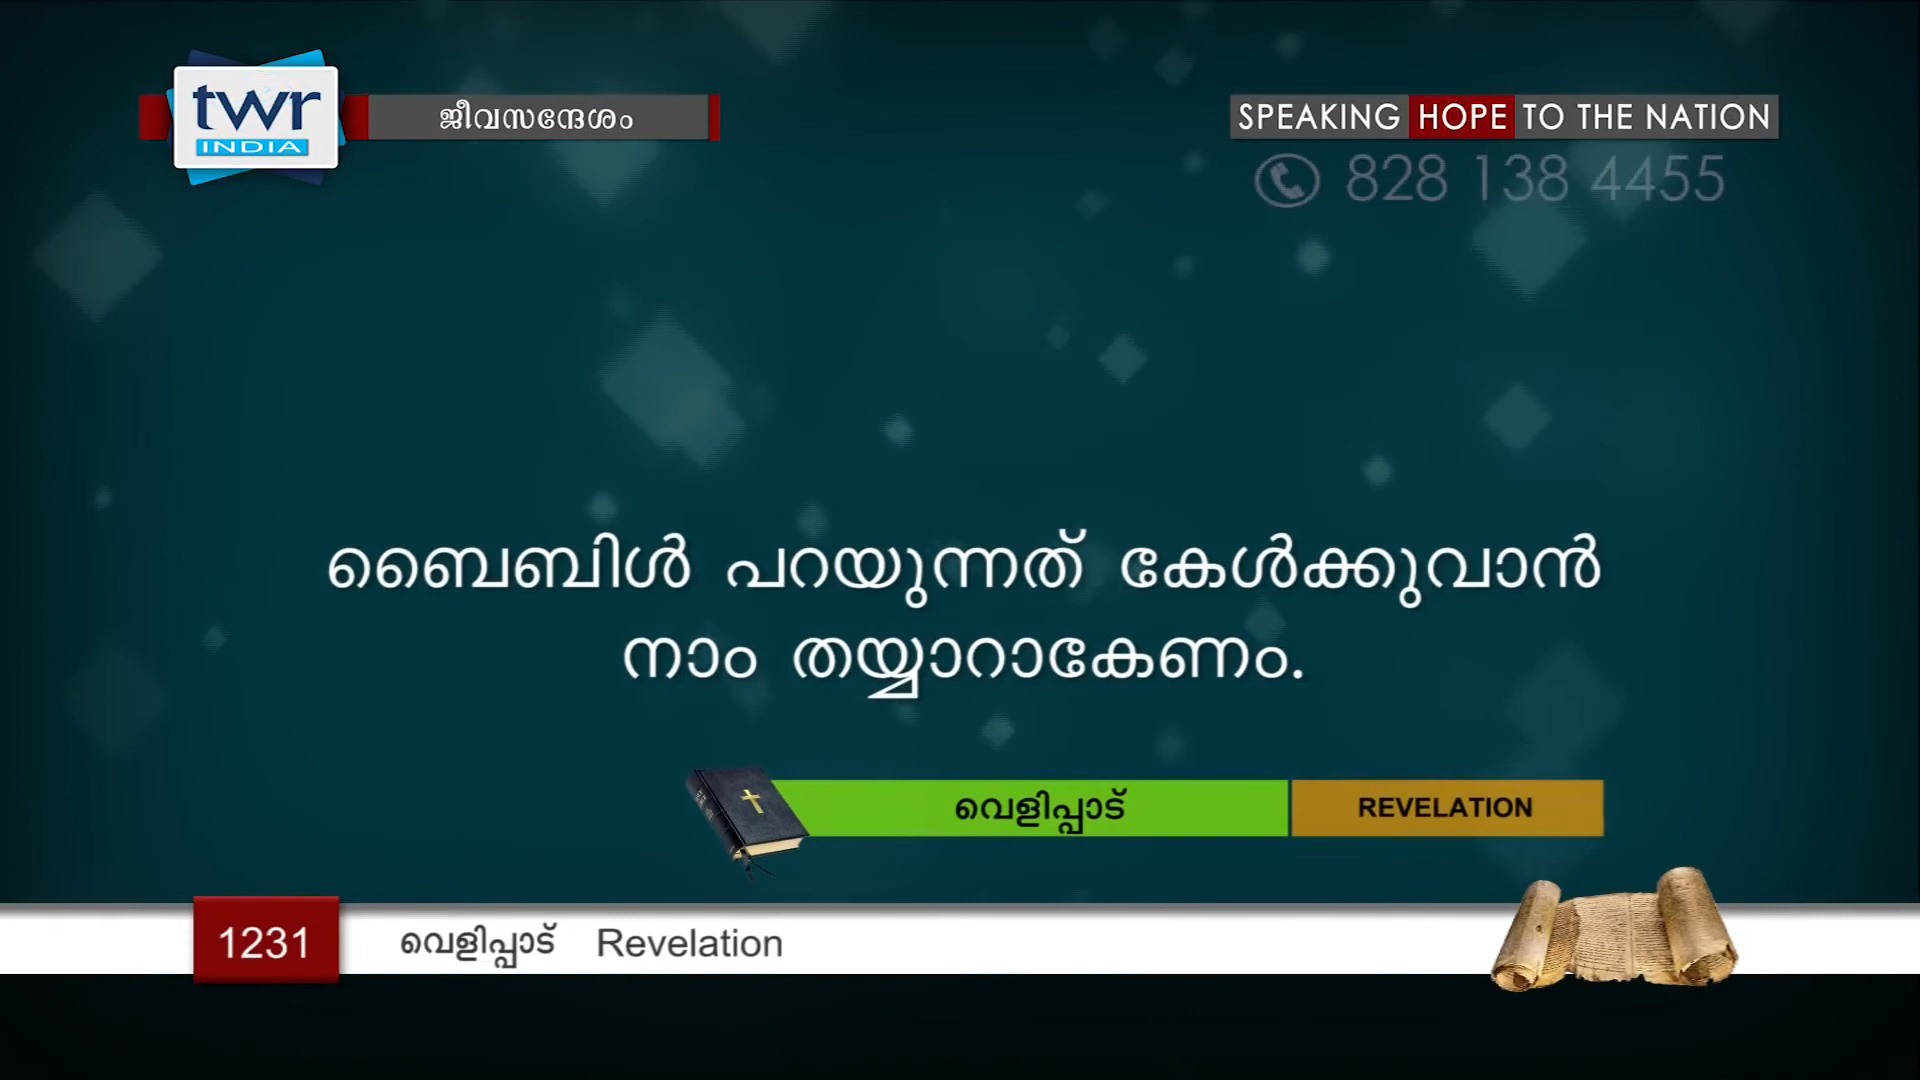 twr
INDIA
ജീവസന്ദേശം
SPEAKING HOPE TO THE NATION
828 138 4455
ബൈബിൾ പറയുന്നത് കേൾക്കുവാൻ
നാം തയ്യാറാകേണം.
വെളിപ്പാട് REVELATION
1231 വെളിപ്പാട് Revelation